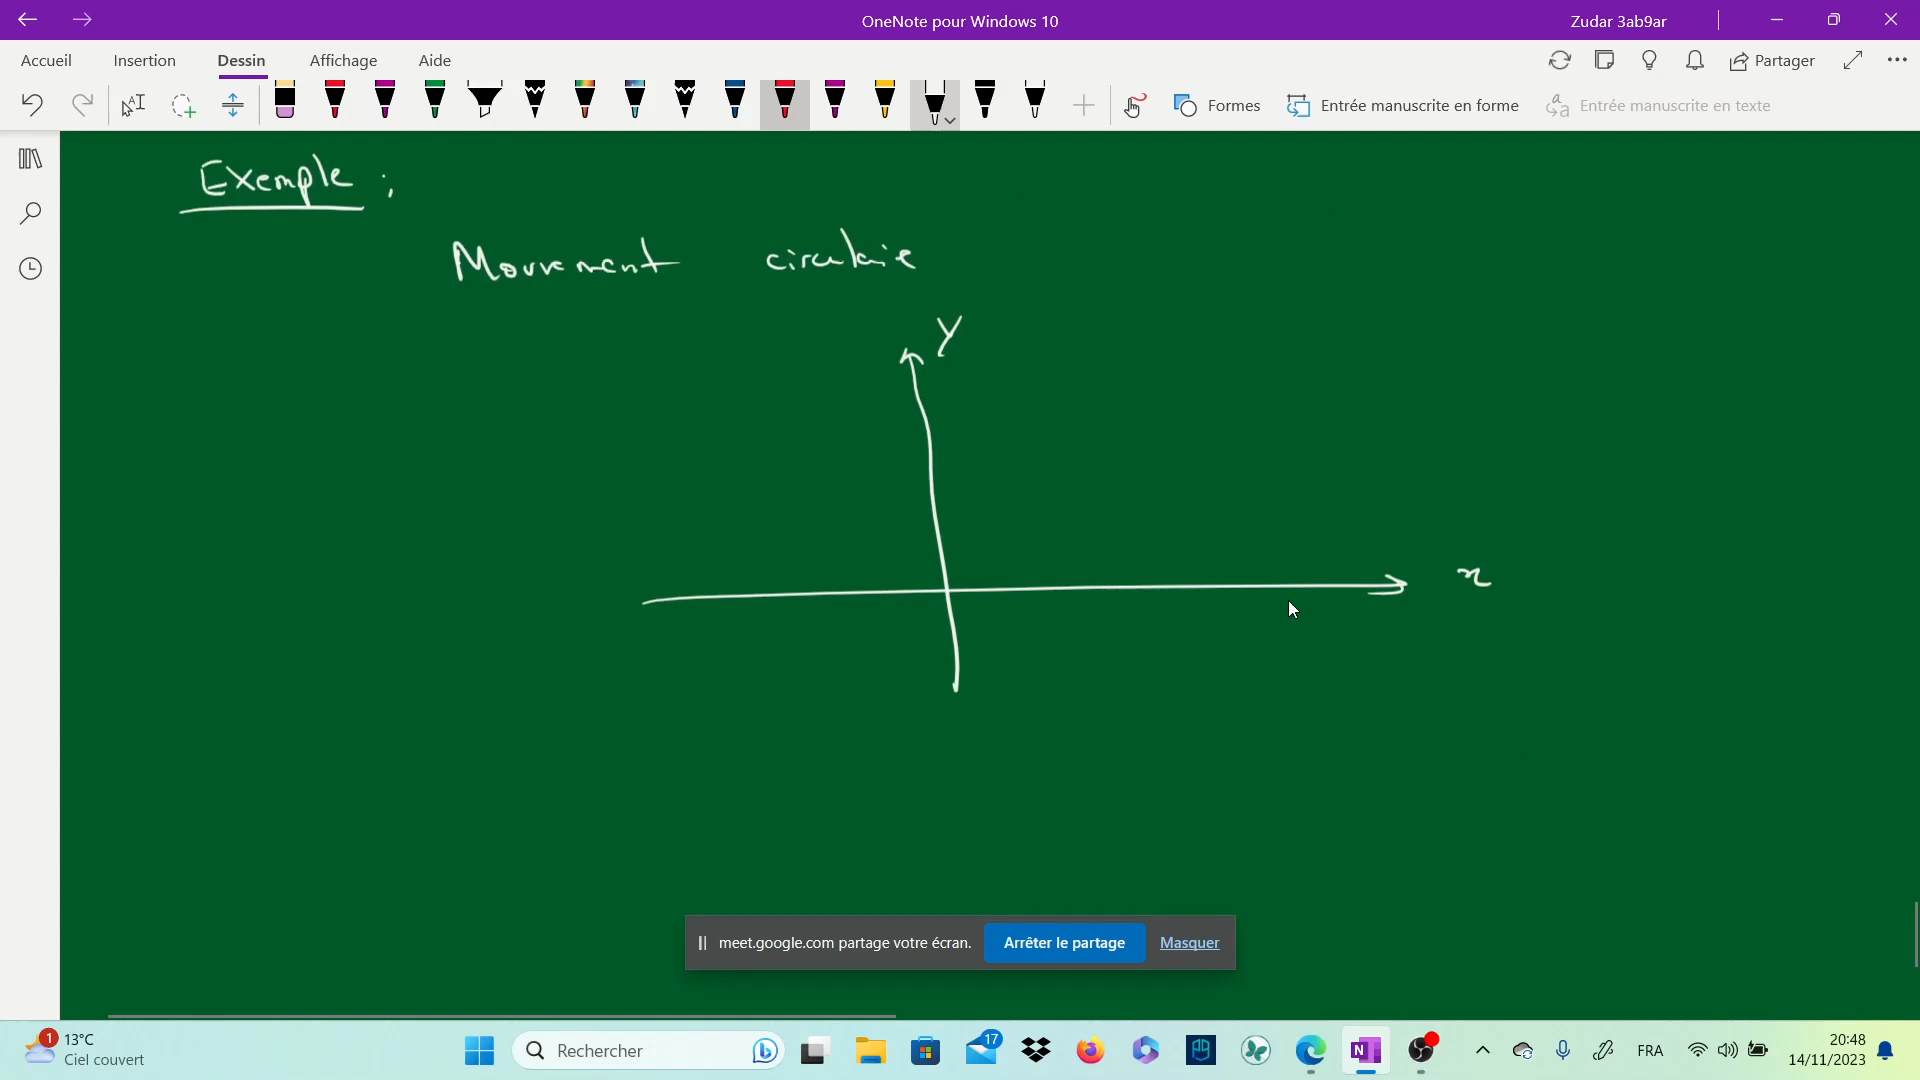 OneNote pour Windows 10
Zudar 3ab9ar
Accueil Insertion Dessin Affichage Aide
Partager
Formes Entrée manuscrite en forme Entrée manuscrite en texte
Exemple :
Mouvement circulaire
Y
x
meet.google.com partage votre écran. Arrêter le partage Masquer
1 13°C
Ciel couvert
Rechercher
17
FRA
20:48
14/11/2023